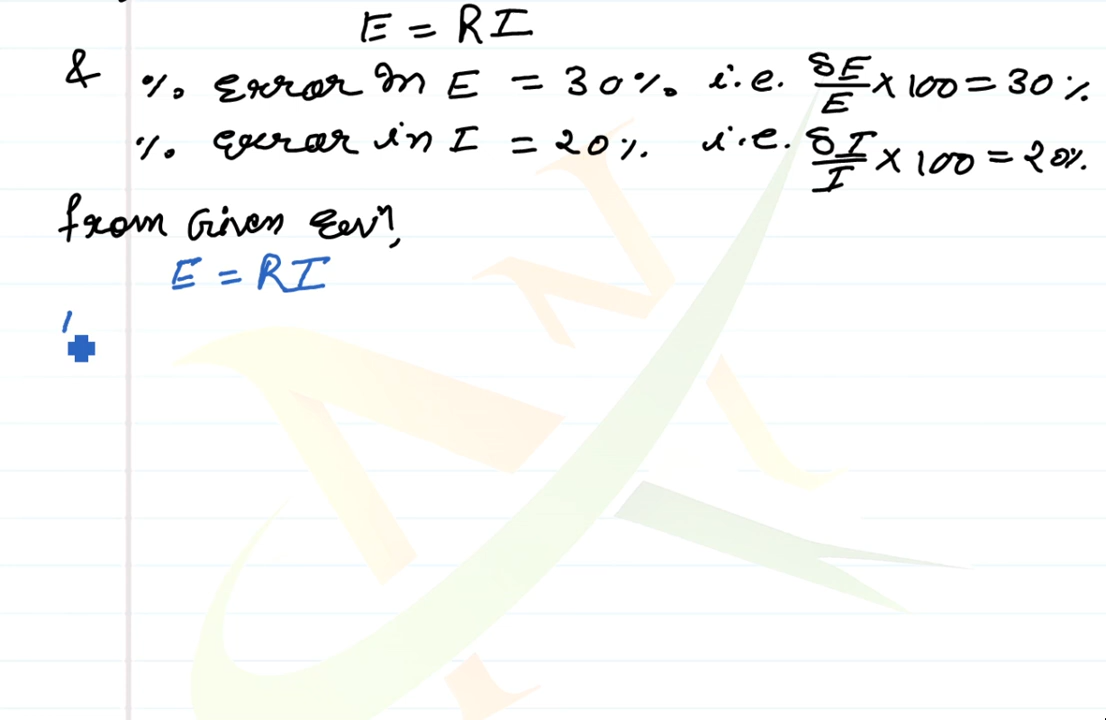 E = RI
& % error in E = 30% i.e. δE/E × 100 = 30%
% error in I = 20% i.e. δI/I × 100 = 20%
from Given Eqn,
E = RI